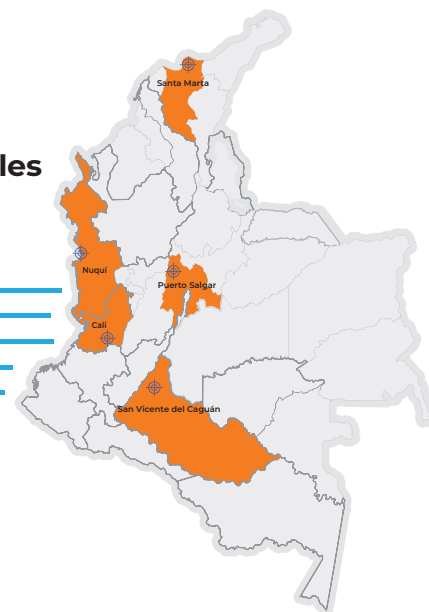 Santa Marta
les
Nuquí
Puerto Salgar
Cali
San Vicente del Caguán